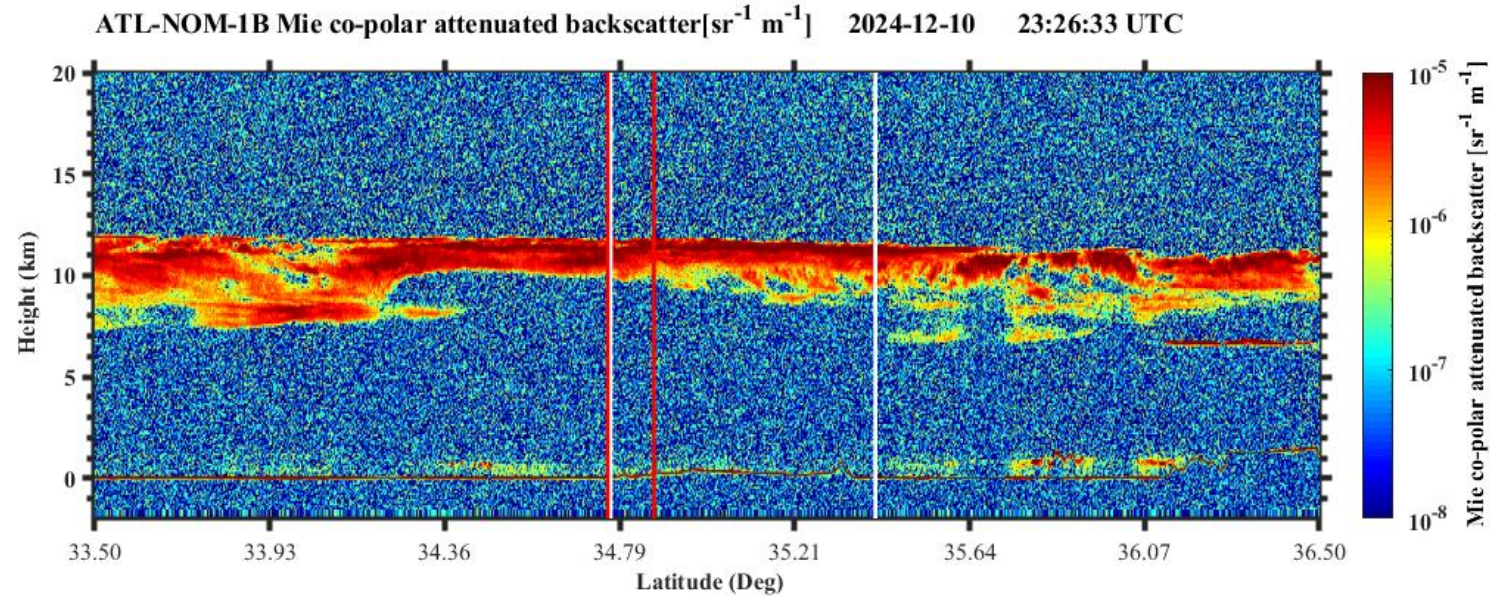 ATL-NOM-1B Mie co-polar attenuated backscatter[sr⁻¹ m⁻¹] 2024-12-10 23:26:33 UTC
20
15
10
5
0
Height (km)
33.50 33.93 34.36 34.79 35.21 35.64 36.07 36.50
Latitude (Deg)
10⁻⁵
10⁻⁶
10⁻⁷
10⁻⁸
Mie co-polar attenuated backscatter [sr⁻¹ m⁻¹]